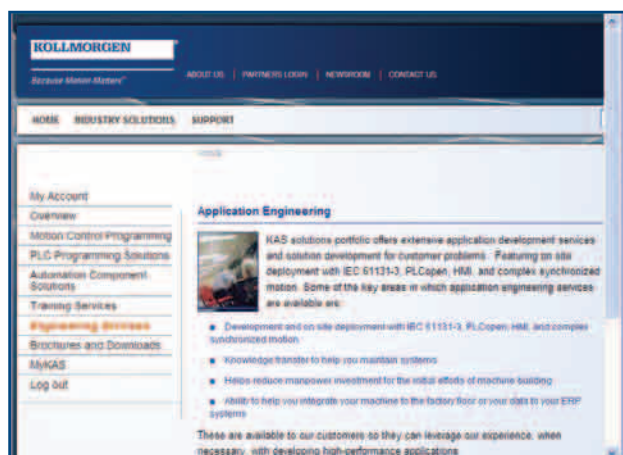 KOLLMORGEN
Because Motion Matters™
ABOUT US | PARTNERS LOGIN | NEWSROOM | CONTACT US
HOME INDUSTRY SOLUTIONS SUPPORT
My Account
Overview
Motion Control Programming
PLC Programming Solutions
Automation Component
Solutions
Training Services
Engineering Services
Brochures and Downloads
MyKAS
Log out
Application Engineering
KAS solutions portfolio offers extensive application development services
and solution development for customer problems. Featuring on site
deployment with IEC 61131-3, PLCopen, HMI, and complex synchronized
motion. Some of the key areas in which application engineering services
are available are:
Development and on site deployment with IEC 61131-3, PLCopen, HMI, and complex
synchronized motion
Knowledge transfer to help you maintain systems
Helps reduce manpower investment for the initial efforts of machine building
Ability to help you integrate your machine to the factory floor or your data to your ERP
systems
These are available to our customers so they can leverage our experience, when
necessary, with developing high-performance applications